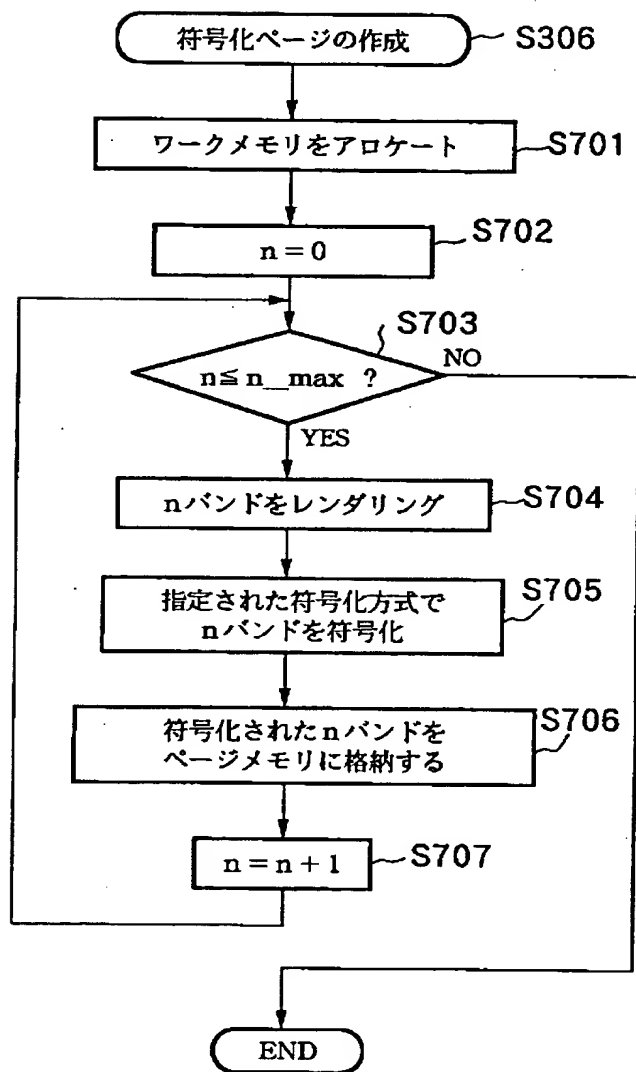 符号化ページの作成
S306
ワークメモリをアロケート
S701
n=0
S702
S703
n≦n_max ?
NO
YES
nバンドをレンダリング
S704
指定された符号化方式で
nバンドを符号化
S705
符号化されたnバンドを
ページメモリに格納する
S706
n=n+1
S707
END